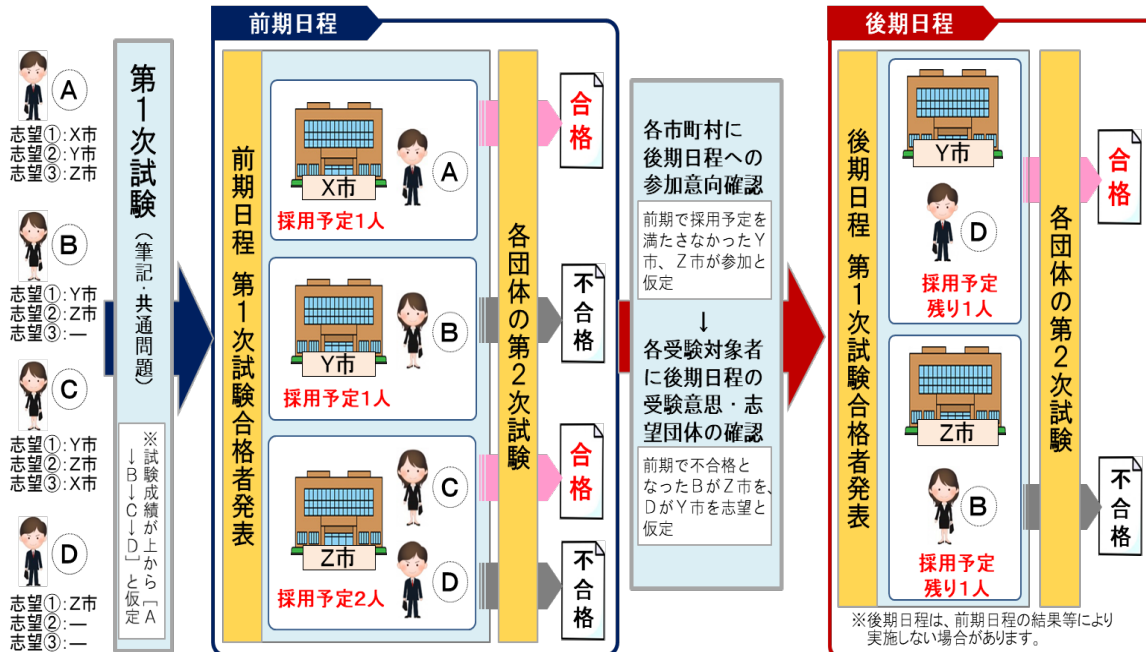 A
志望①：X市
志望②：Y市
志望③：Z市
B
志望①：Y市
志望②：Z市
志望③：―
C
志望①：Y市
志望②：Z市
志望③：X市
D
志望①：Z市
志望②：―
志望③：―
第１次試験（筆記・共通問題）
※試験成績が上から［A
→B→C→D］と仮定
前期日程
前期日程　第１次試験合格者発表
X市
A
採用予定1人
Y市
B
採用予定1人
Z市
C
D
採用予定2人
各団体の第２次試験
合格
不合格
合格
不合格
各市町村に
後期日程への
参加意向確認
前期で採用予定を
満たさなかったY
市、Z市が参加と
仮定
↓
各受験対象者
に後期日程の
受験意思・志
望団体の確認
前期で不合格と
なったBがZ市を、
DがY市を志望と
仮定
後期日程
後期日程　第１次試験合格者発表
Y市
D
採用予定
残り1人
Z市
B
採用予定
残り1人
各団体の第２次試験
合格
不合格
※後期日程は、前期日程の結果等により
実施しない場合があります。